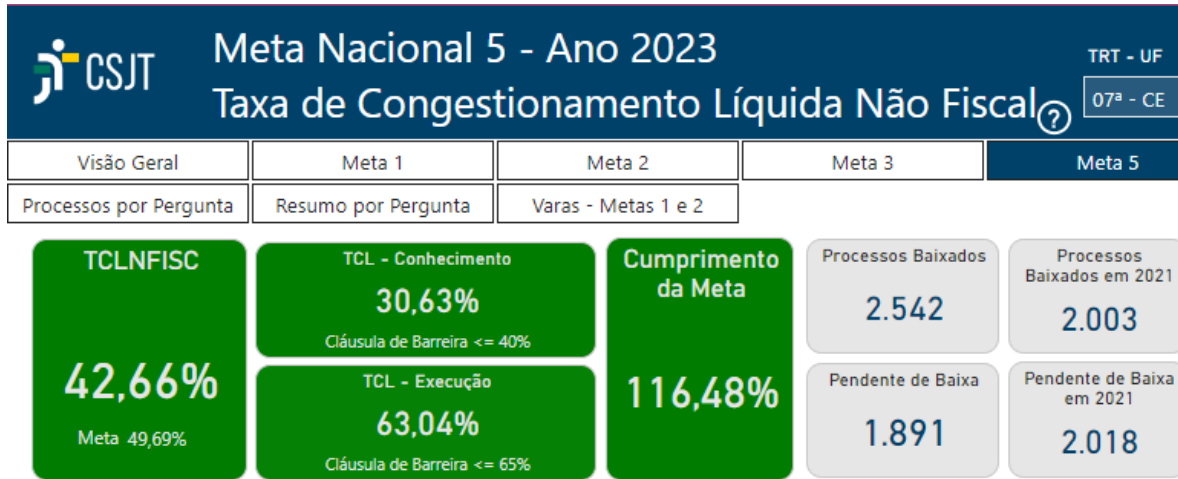 CSJT
Meta Nacional 5 - Ano 2023
Taxa de Congestionamento Líquida Não Fiscal
?
TRT - UF
07ª - CE
Visão Geral
Meta 1
Meta 2
Meta 3
Meta 5
Processos por Pergunta
Resumo por Pergunta
Varas - Metas 1 e 2
TCLNFISC
42,66%
Meta 49,69%
TCL - Conhecimento
30,63%
Cláusula de Barreira <= 40%
TCL - Execução
63,04%
Cláusula de Barreira <= 65%
Cumprimento
da Meta
116,48%
Processos Baixados
2.542
Pendente de Baixa
1.891
Processos
Baixados em 2021
2.003
Pendente de Baixa
em 2021
2.018